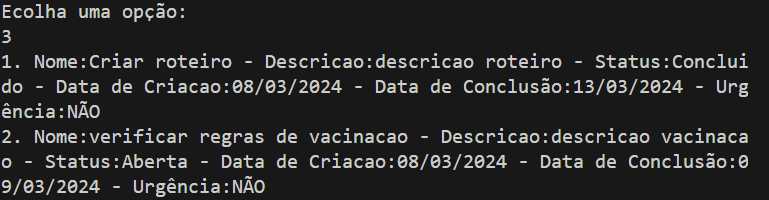 Ecolha uma opção:
3
1. Nome:Criar roteiro - Descricao:descricao roteiro - Status:Conclui
do - Data de Criacao:08/03/2024 - Data de Conclusão:13/03/2024 - Urg
ência:NÃO
2. Nome:verificar regras de vacinacao - Descricao:descricao vacinaca
o - Status:Aberta - Data de Criacao:08/03/2024 - Data de Conclusão:0
9/03/2024 - Urgência:NÃO